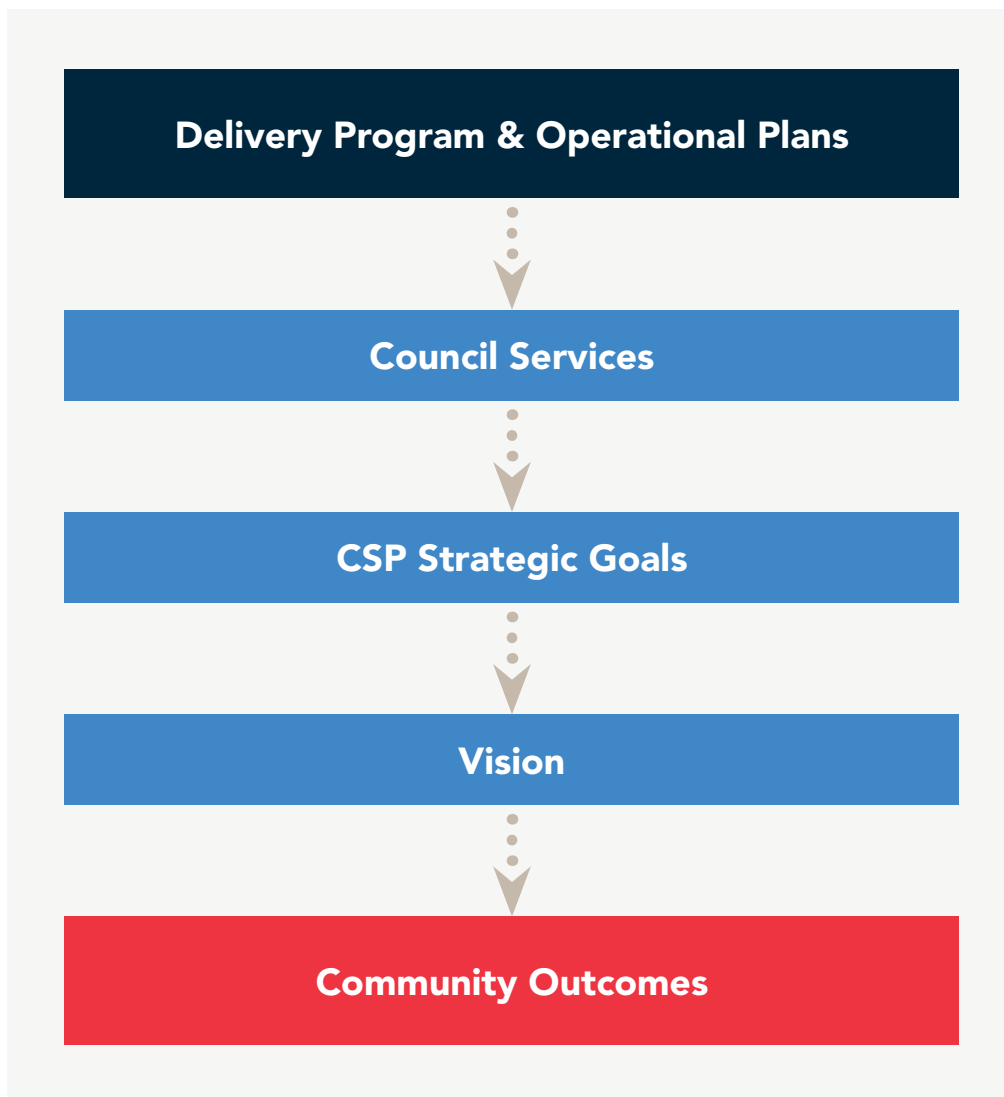 Delivery Program & Operational Plans
Council Services
CSP Strategic Goals
Vision
Community Outcomes